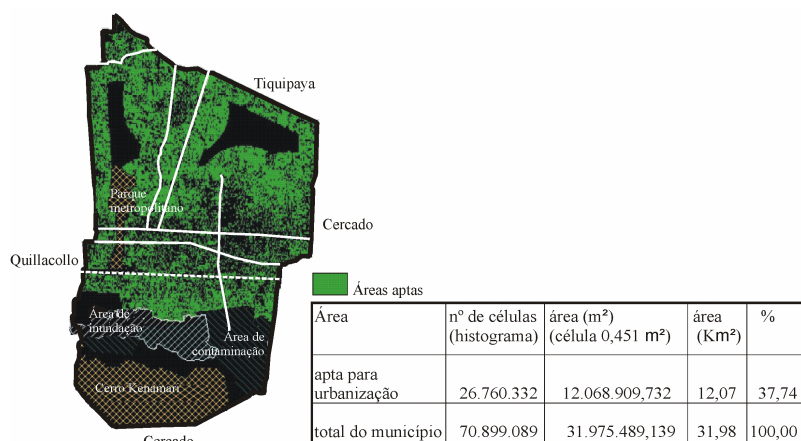 Tiquipaya
Parque
metropolitano
Cercado
Quillacollo
Áreas aptas
Área de
inundação
Área de
contaminação
Cerro Kenamari
Cercado
Área nº de células área (m²) área %
(histograma) (célula 0,451 m²) (Km²)
apta para
urbanização 26.760.332 12.068.909,732 12,07 37,74
total do município 70.899.089 31.975.489,139 31,98 100,00